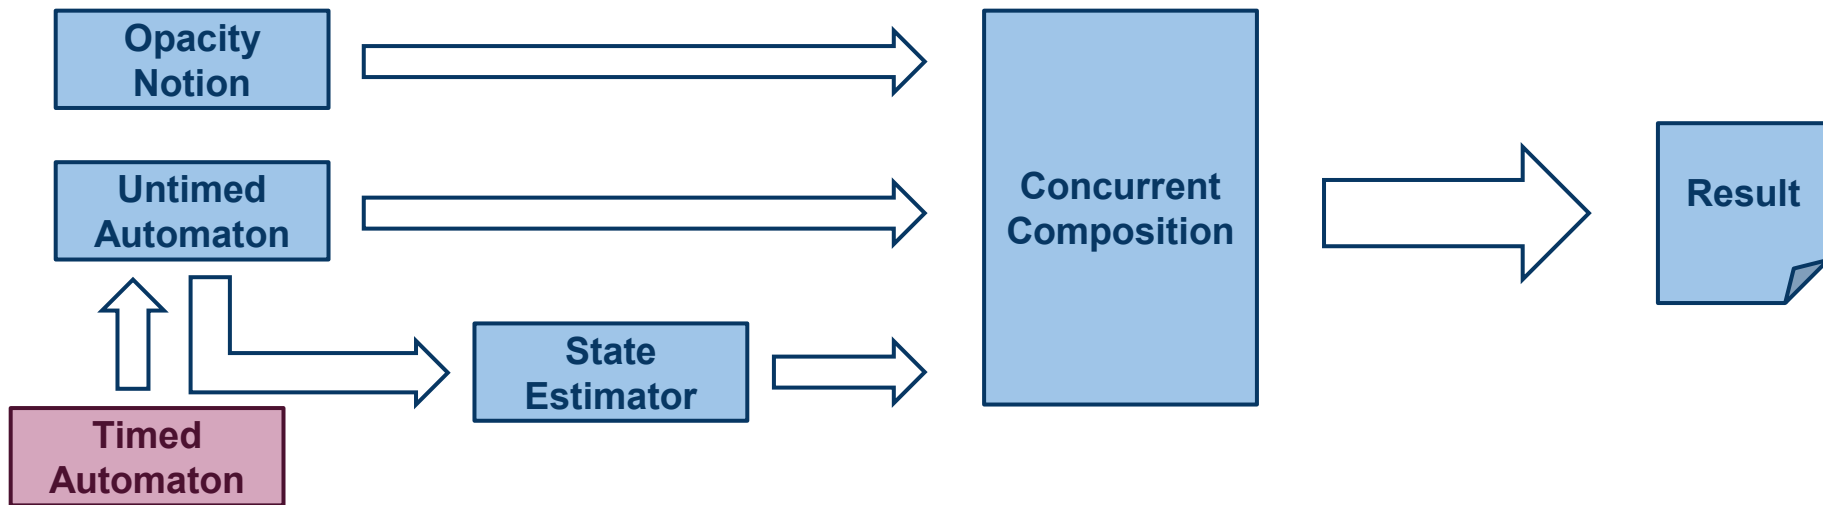 Opacity
Notion
Untimed
Automaton
Concurrent
Composition
Result
State
Estimator
Timed
Automaton